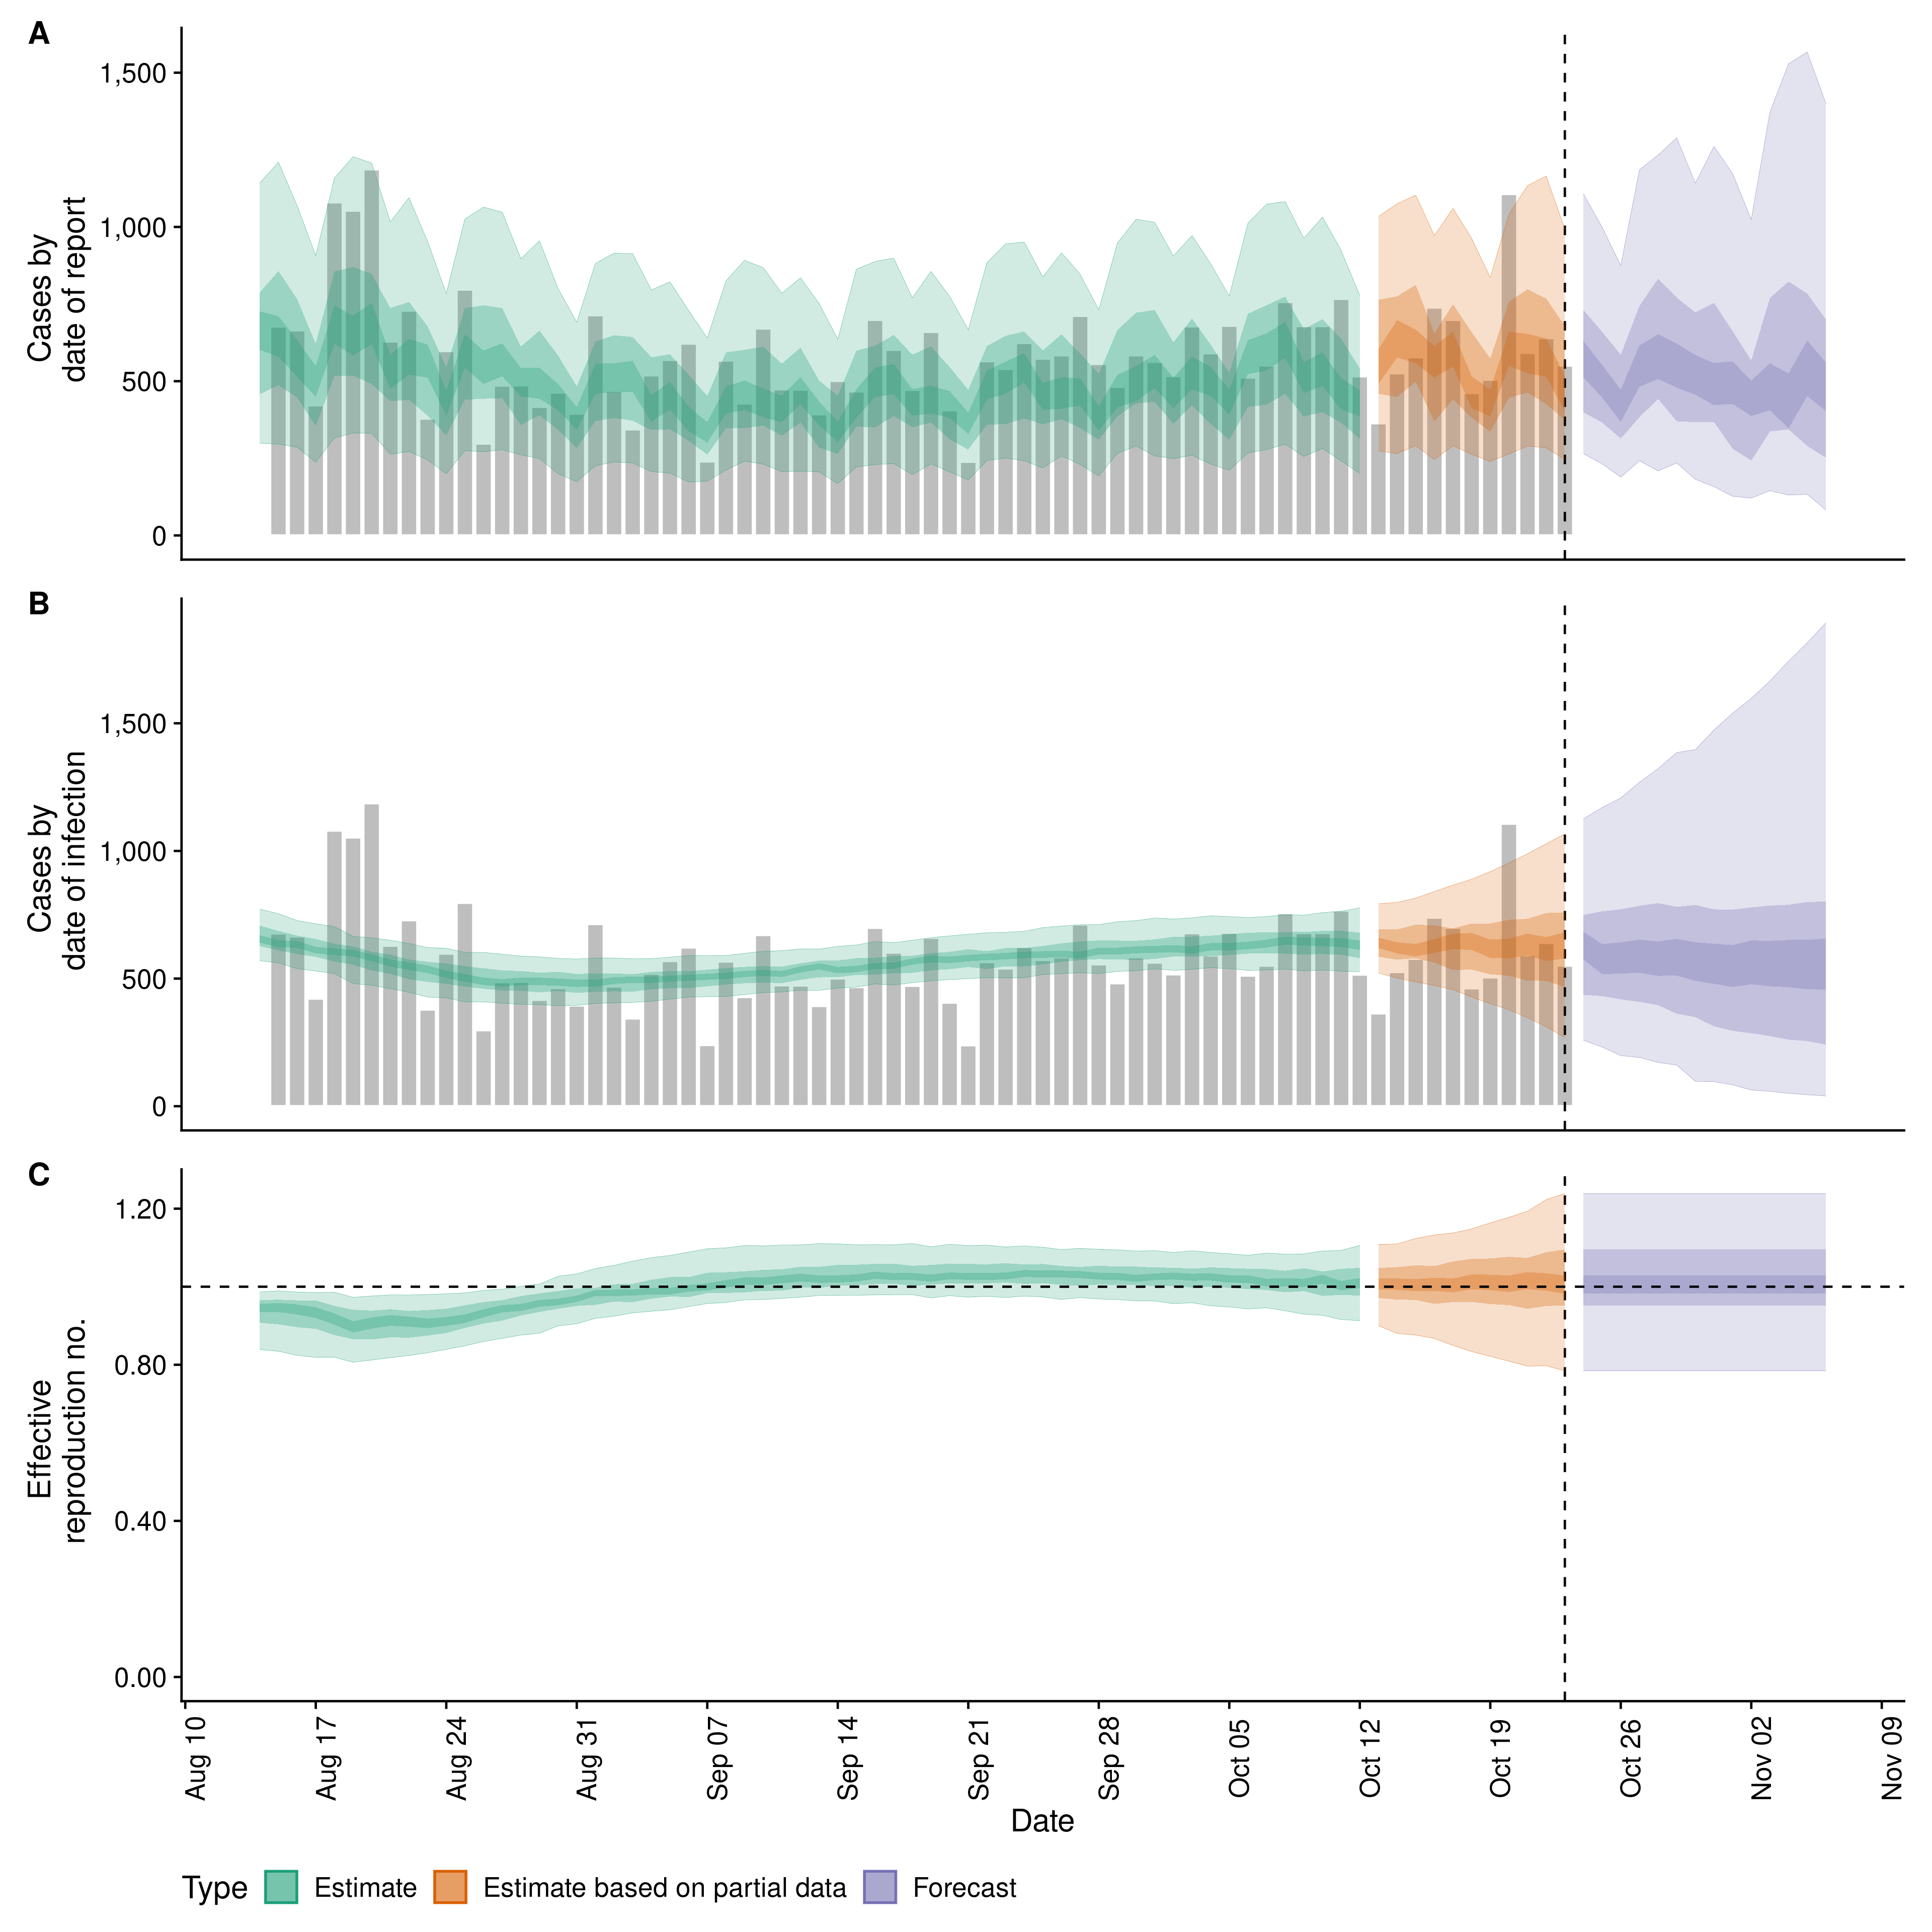 A
Cases by
date of report
1,500
1,000
500
0
B
Cases by
date of infection
1,500
1,000
500
0
C
Effective
reproduction no.
1.20
0.80
0.40
0.00
Aug 10
Aug 17
Aug 24
Aug 31
Sep 07
Sep 14
Sep 21
Sep 28
Oct 05
Oct 12
Oct 19
Oct 26
Nov 02
Nov 09
Date
Type Estimate Estimate based on partial data Forecast